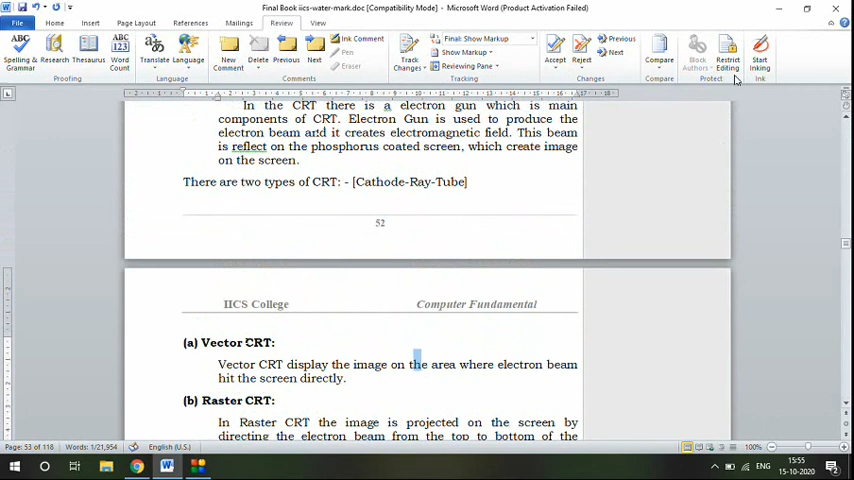 Final Book iics-water-mark.doc [Compatibility Mode] - Microsoft Word (Product Activation Failed)
File Home Insert Page Layout References Mailings Review View
Spelling & Grammar Research Thesaurus Word Count Translate Language New Comment Delete Previous Next Ink Comment Pen Eraser Track Changes Final: Show Markup Show Markup Reviewing Pane Accept Reject Previous Next Compare Block Authors Restrict Editing Start Inking
Proofing Language Comments Tracking Changes Compare Protect Ink
In the CRT there is a electron gun which is main
components of CRT. Electron Gun is used to produce the
electron beam and it creates electromagnetic field. This beam
is reflect on the phosphorus coated screen, which create image
on the screen.
There are two types of CRT: - [Cathode-Ray-Tube]
52
IICS College Computer Fundamental
(a) Vector CRT:
Vector CRT display the image on the area where electron beam
hit the screen directly.
(b) Raster CRT:
In Raster CRT the image is projected on the screen by
directing the electron beam from the top to bottom of the
Page: 53 of 118 Words: 1/21,954 English (U.S.) 100%
ENG 15:55
15-10-2020